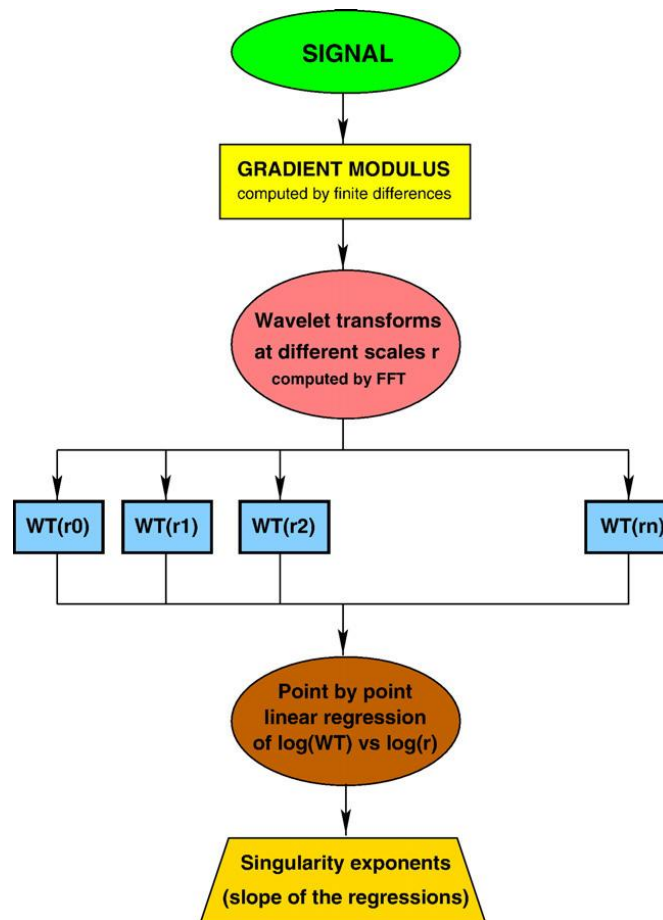 SIGNAL
GRADIENT MODULUS
computed by finite differences
Wavelet transforms
at different scales r
computed by FFT
WT(r0) WT(r1) WT(r2) WT(rn)
Point by point
linear regression
of log(WT) vs log(r)
Singularity exponents
(slope of the regressions)